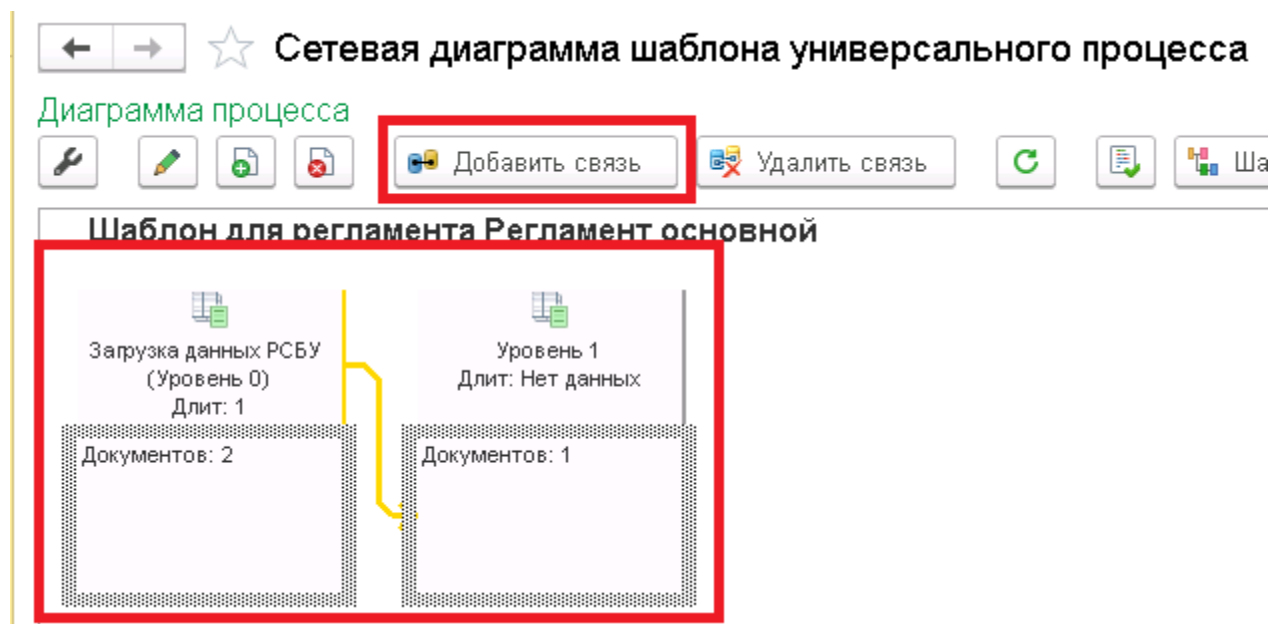 Сетевая диаграмма шаблона универсального процесса
Диаграмма процесса
Добавить связь
Удалить связь
Ша
Шаблон для регламента Регламент основной
Загрузка данных РСБУ
(Уровень 0)
Длит: 1
Уровень 1
Длит: Нет данных
Документов: 2
Документов: 1